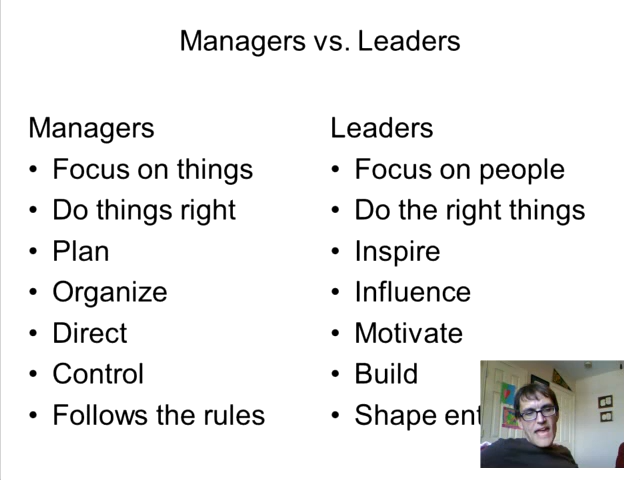 Managers vs. Leaders
Managers
• Focus on things
• Do things right
• Plan
• Organize
• Direct
• Control
• Follows the rules
Leaders
• Focus on people
• Do the right things
• Inspire
• Influence
• Motivate
• Build
• Shape